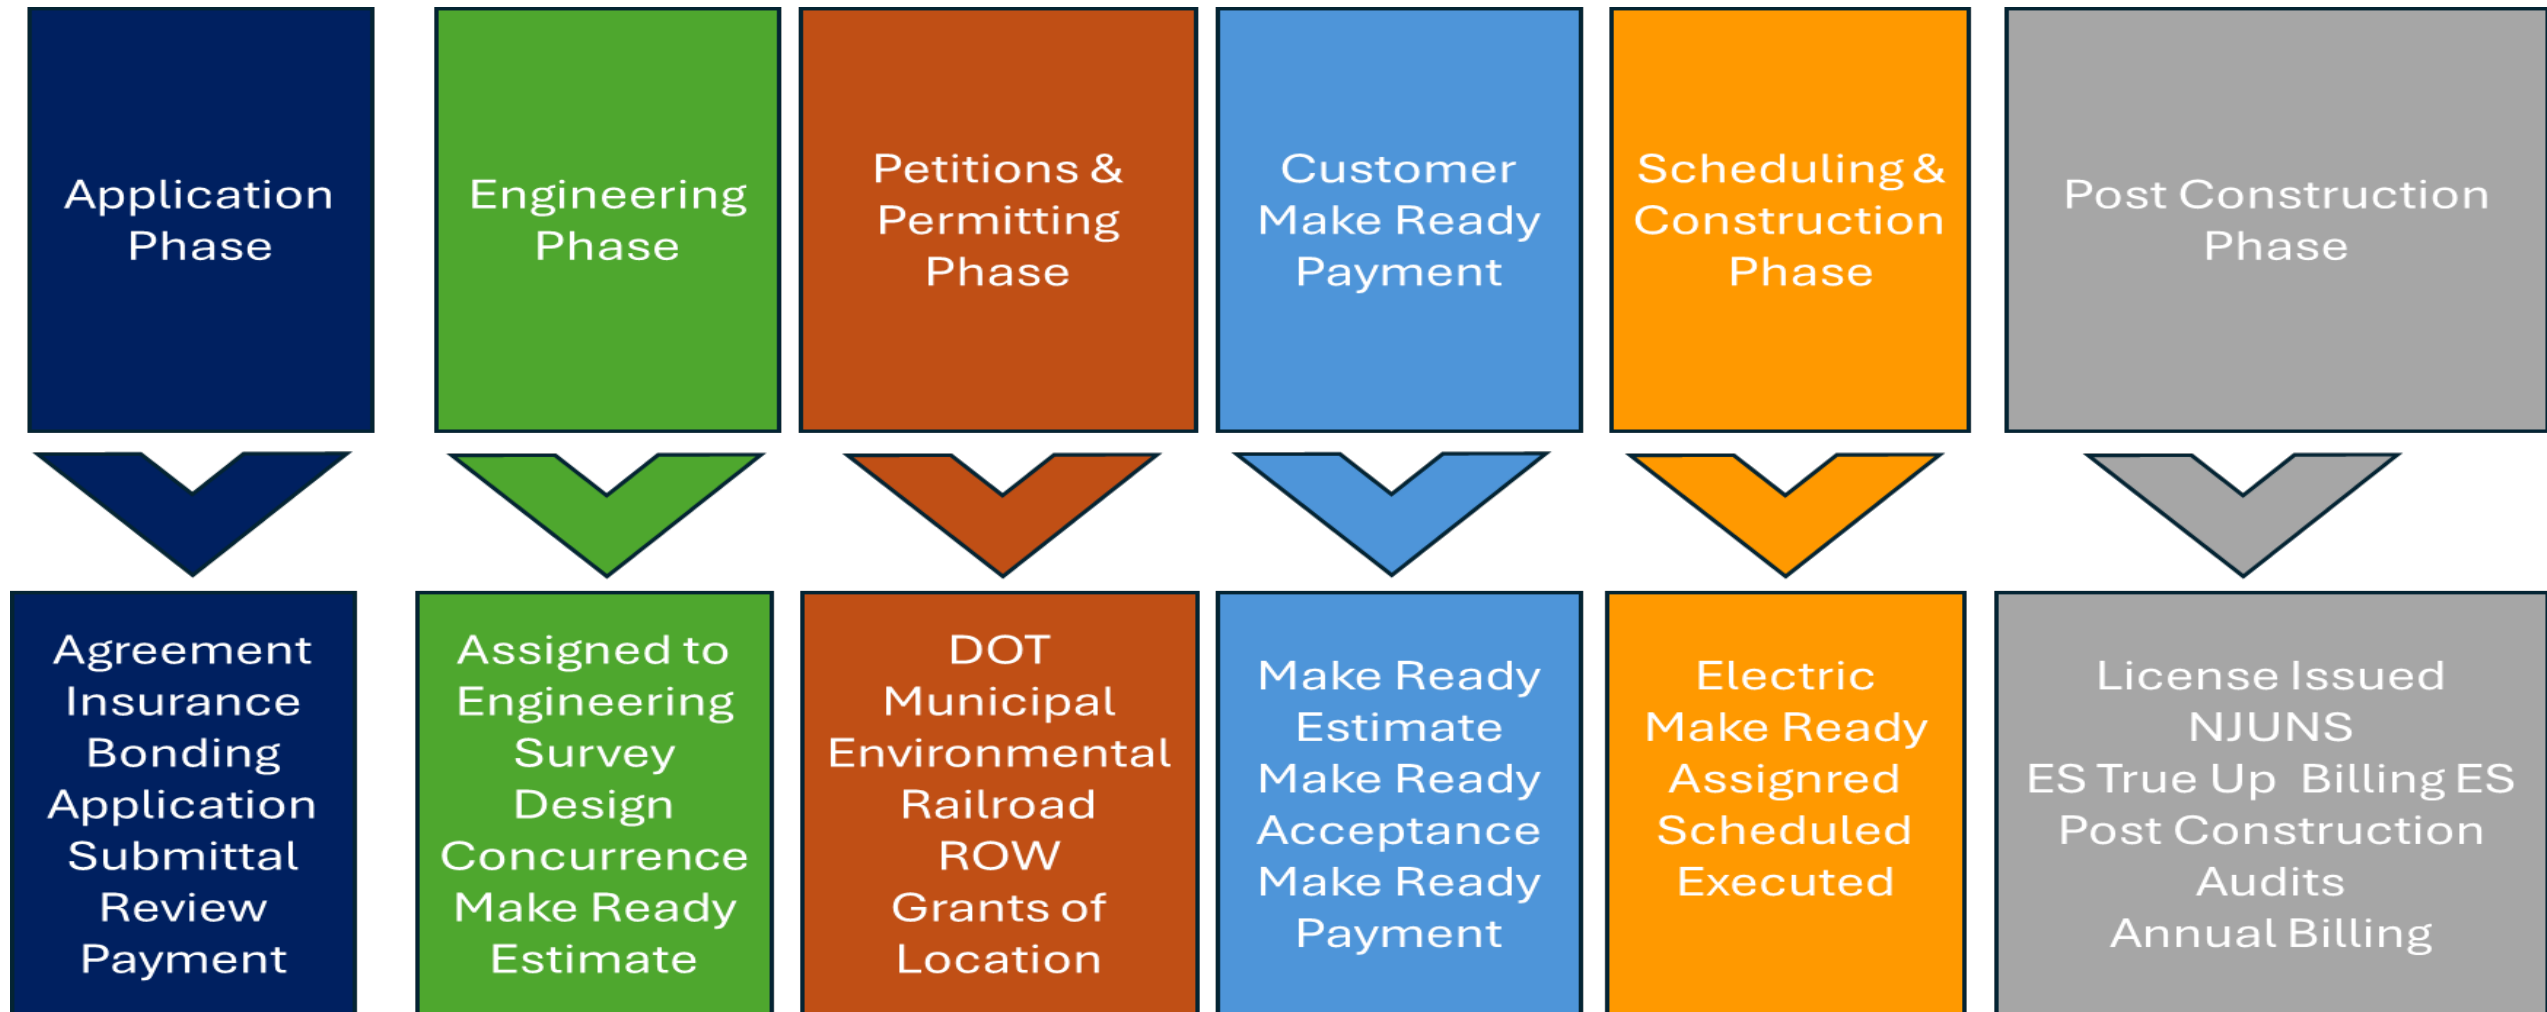 Application
Phase
Engineering
Phase
Petitions &
Permitting
Phase
Customer
Make Ready
Payment
Scheduling &
Construction
Phase
Post Construction
Phase
Agreement
Insurance
Bonding
Application
Submittal
Review
Payment
Assigned to
Engineering
Survey
Design
Concurrence
Make Ready
Estimate
DOT
Municipal
Environmental
Railroad
ROW
Grants of
Location
Make Ready
Estimate
Make Ready
Acceptance
Make Ready
Payment
Electric
Make Ready
Assignred
Scheduled
Executed
License Issued
NJUNS
ES True Up  Billing ES
Post Construction
Audits
Annual Billing